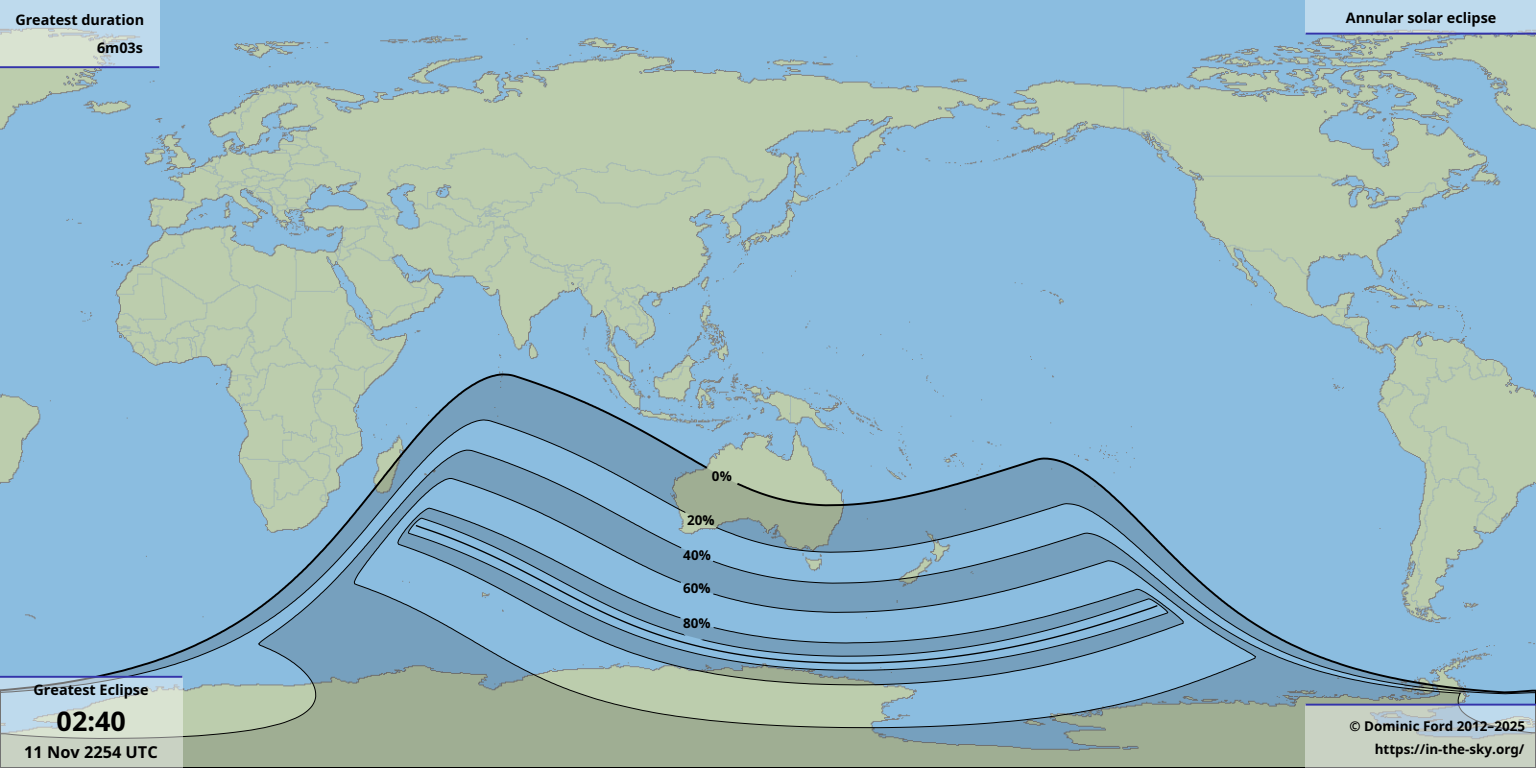 Greatest duration
6m03s
Annular solar eclipse
0%
20%
40%
60%
80%
Greatest Eclipse
02:40
11 Nov 2254 UTC
© Dominic Ford 2012–2025
https://in-the-sky.org/